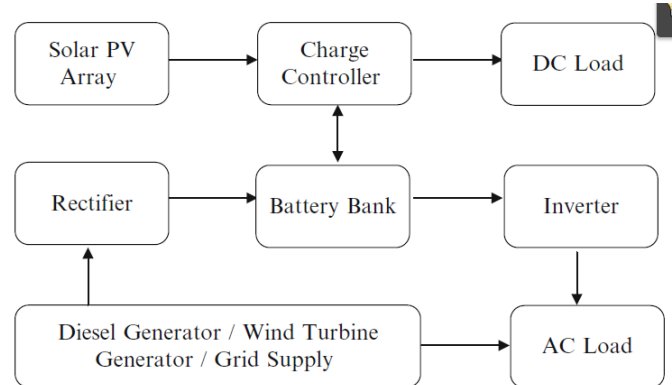 Solar PV
Array
Charge
Controller
DC Load
Rectifier
Battery Bank
Inverter
Diesel Generator / Wind Turbine
Generator / Grid Supply
AC Load